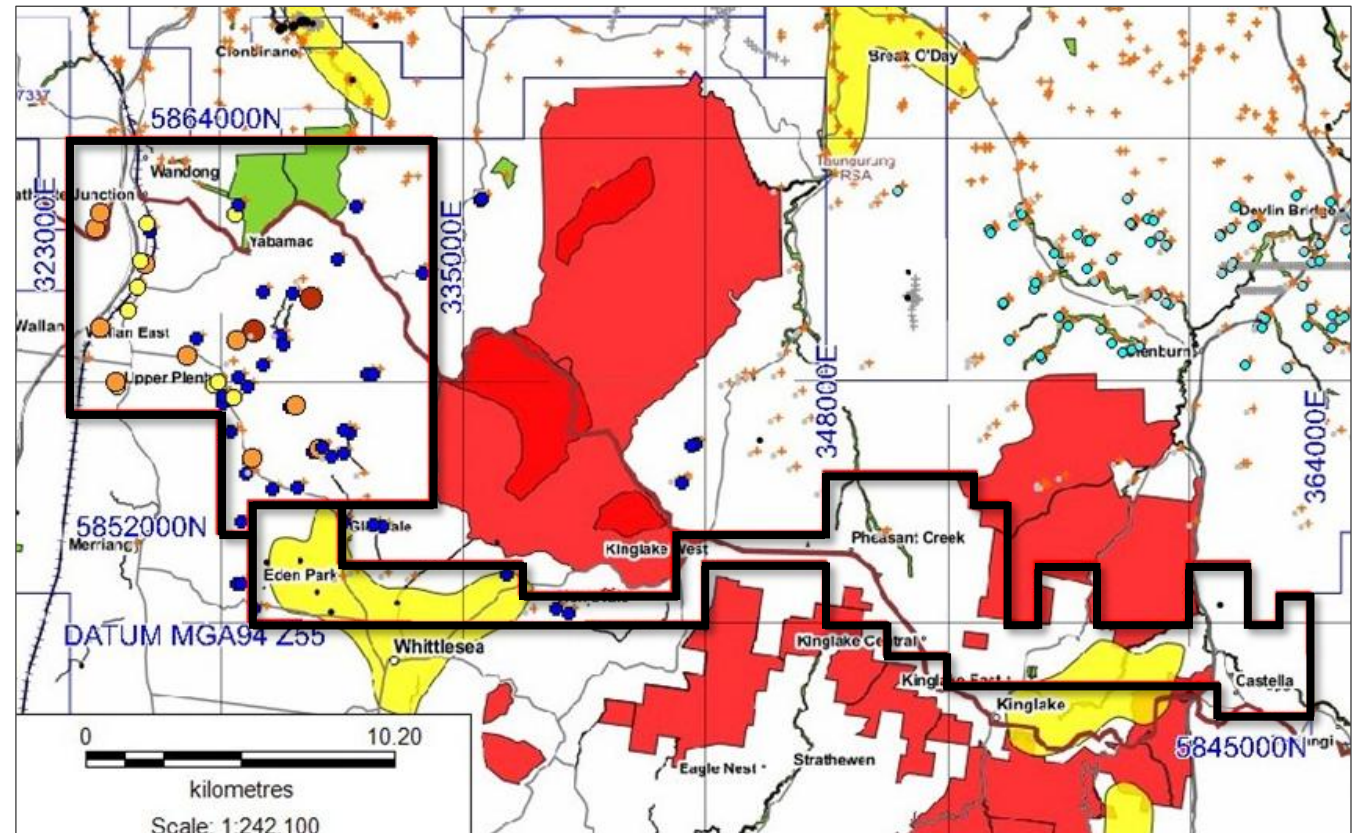 Clonbinane
Break O'Day
7337
5864000N
Taungurung
RSA
Wandong
Junction
323000E
335000E
Devlin Bridge
Yabamac
Wallan
Wallan East
348000E
Glenburn
Upper Plen
364000E
5852000N
Merriang
Kinglake West
Pheasant Creek
Eden Park
DATUM MGA94 Z55
Whittlesea
Kinglake Central
Kinglake East
Castella
Kinglake
5845000N
0 10.20
kilometres
Scale: 1:242,100
Eagle Nest
Strathewen